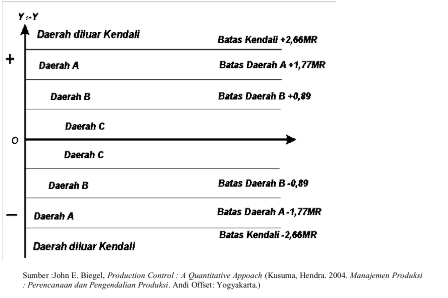 Y₁-Y
Daerah diluar Kendali Batas Kendali +2,66MR
+
Daerah A Batas Daerah A +1,77MR
Daerah B Batas Daerah B +0,89
Daerah C
O
Daerah C
Daerah B Batas Daerah B -0,89
Daerah A Batas Daerah A -1,77MR
–
Batas Kendali -2,66MR
Daerah diluar Kendali
Sumber :John E. Biegel, Production Control : A Quantitative Appoach (Kusuma, Hendra. 2004. Manajemen Produksi
: Perencanaan dan Pengendalian Produksi. Andi Offset: Yogyakarta.)